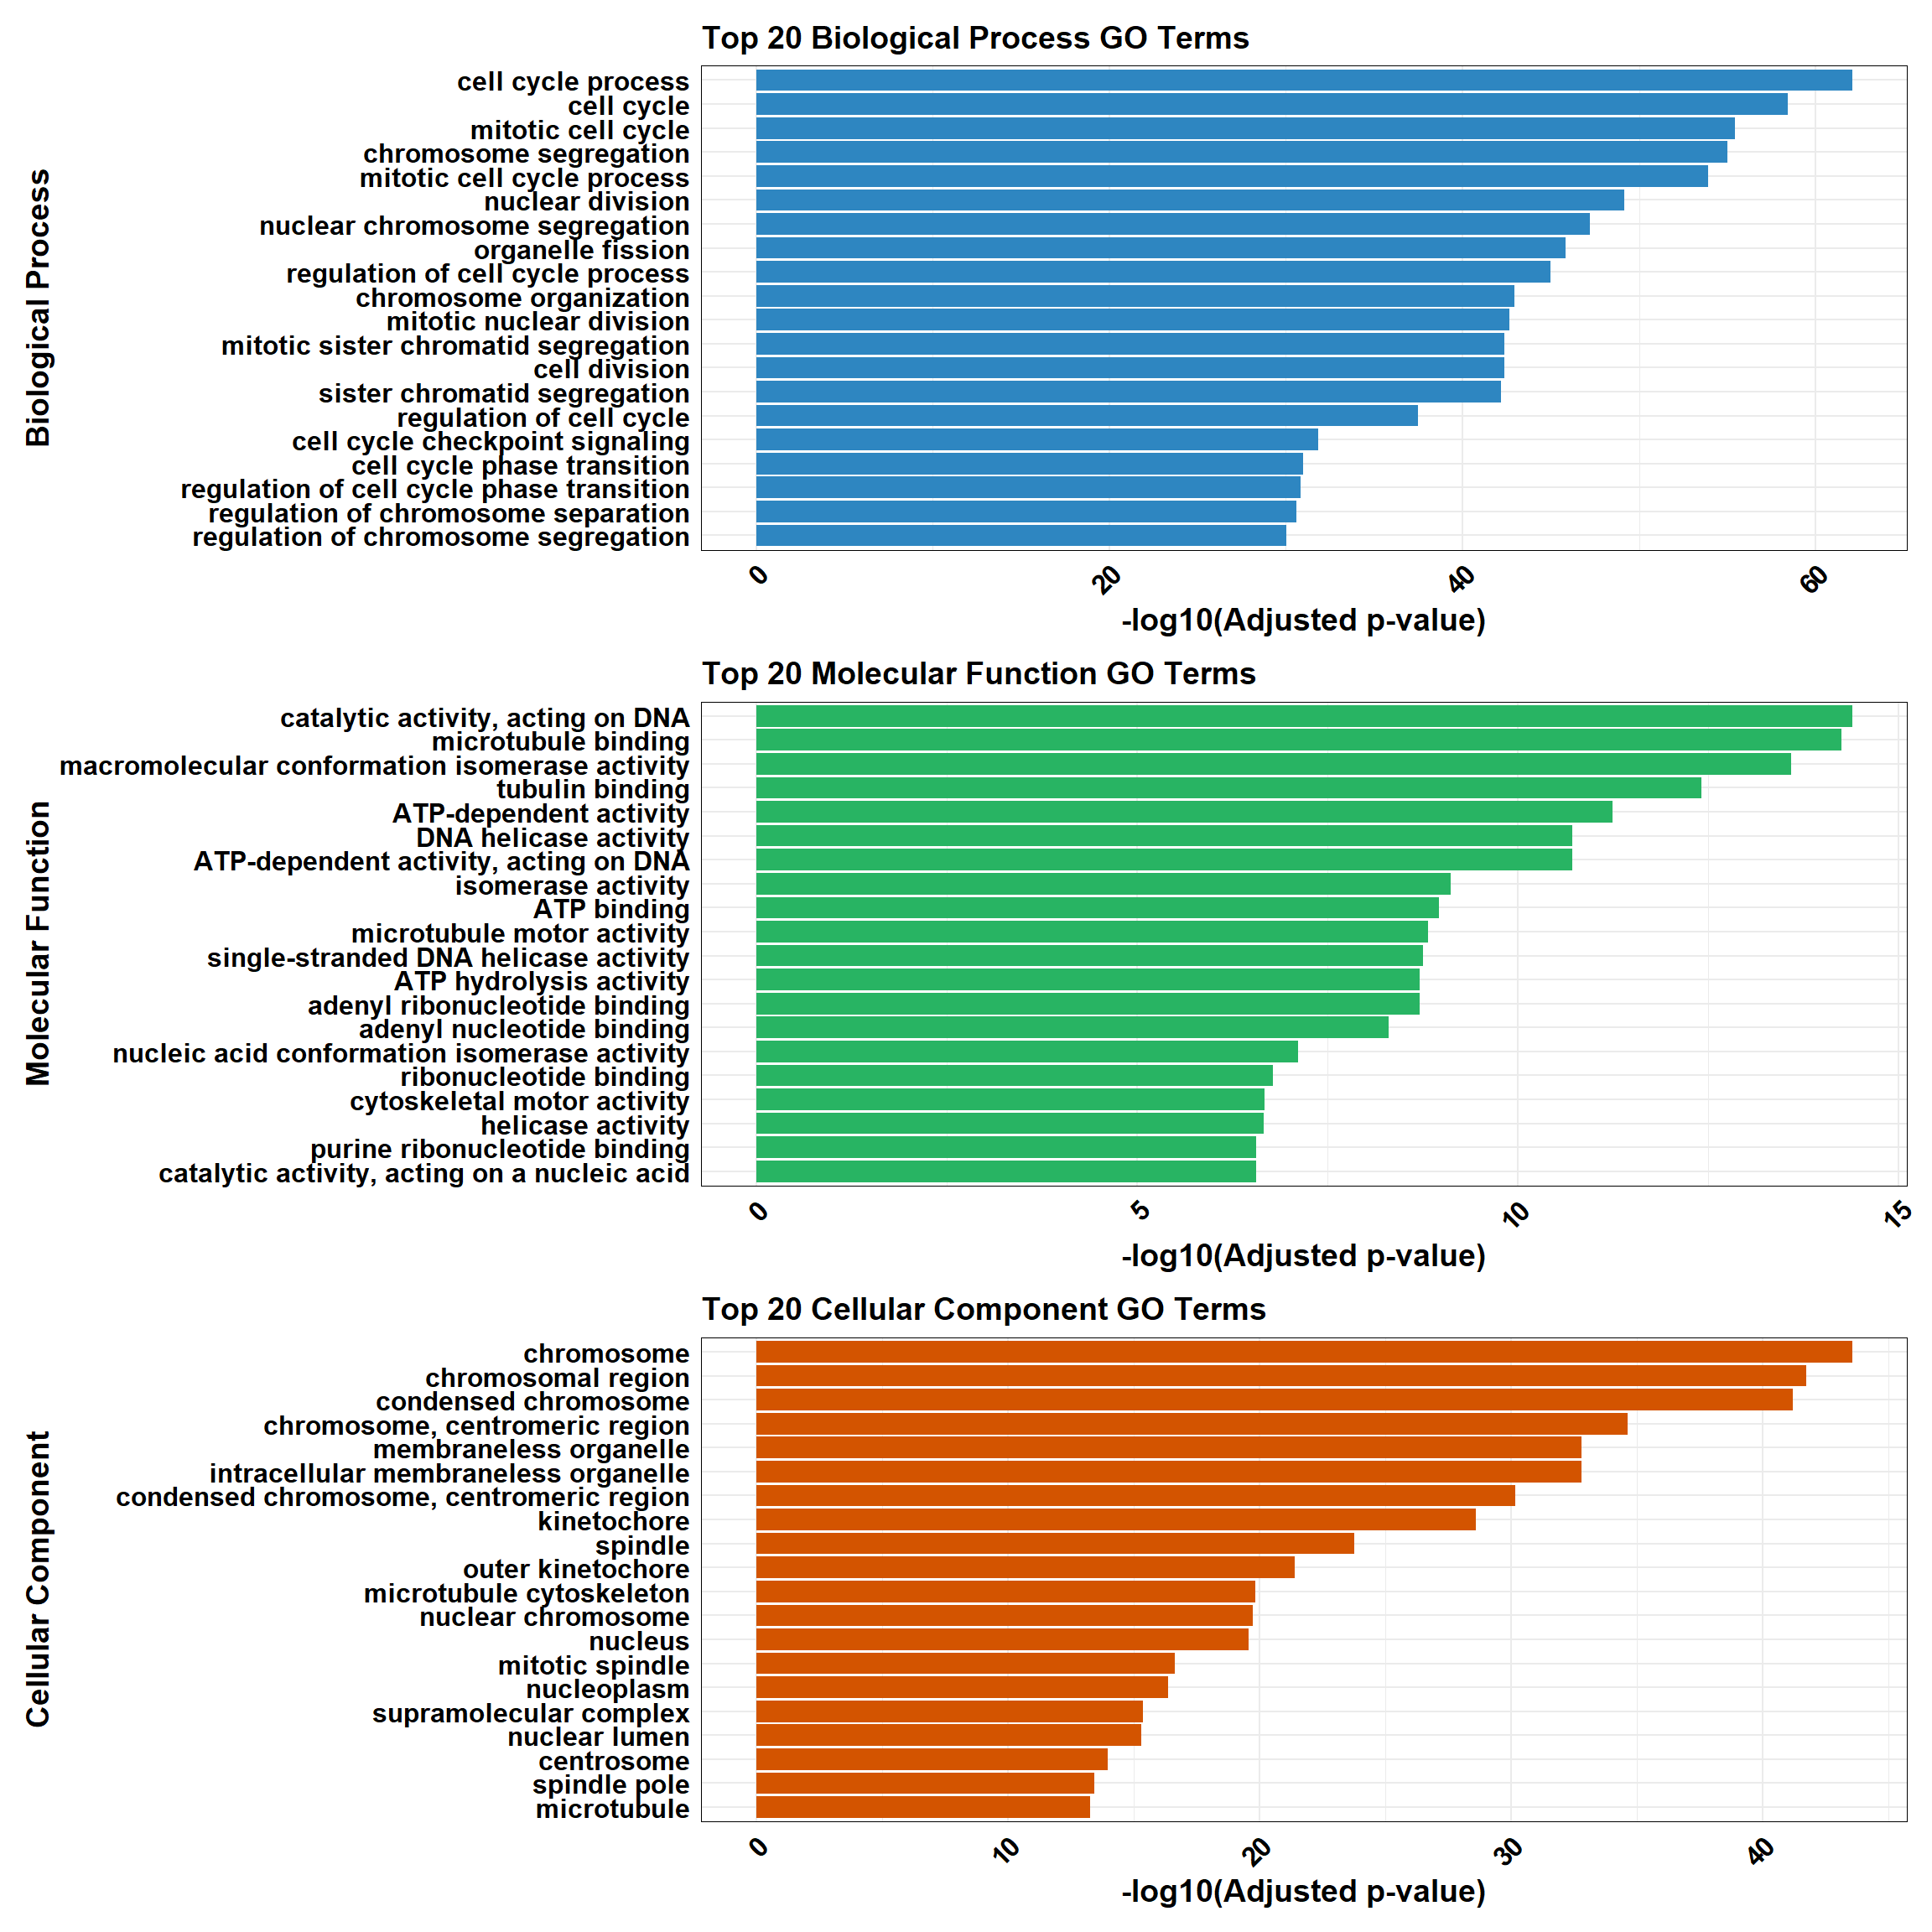 Top 20 Biological Process GO Terms
Biological Process
cell cycle process
cell cycle
mitotic cell cycle
chromosome segregation
mitotic cell cycle process
nuclear division
nuclear chromosome segregation
organelle fission
regulation of cell cycle process
chromosome organization
mitotic nuclear division
mitotic sister chromatid segregation
cell division
sister chromatid segregation
regulation of cell cycle
cell cycle checkpoint signaling
cell cycle phase transition
regulation of cell cycle phase transition
regulation of chromosome separation
regulation of chromosome segregation
0 20 40 60
-log10(Adjusted p-value)
Top 20 Molecular Function GO Terms
Molecular Function
catalytic activity, acting on DNA
microtubule binding
macromolecular conformation isomerase activity
tubulin binding
ATP-dependent activity
DNA helicase activity
ATP-dependent activity, acting on DNA
isomerase activity
ATP binding
microtubule motor activity
single-stranded DNA helicase activity
ATP hydrolysis activity
adenyl ribonucleotide binding
adenyl nucleotide binding
nucleic acid conformation isomerase activity
ribonucleotide binding
cytoskeletal motor activity
helicase activity
purine ribonucleotide binding
catalytic activity, acting on a nucleic acid
0 5 10 15
-log10(Adjusted p-value)
Top 20 Cellular Component GO Terms
Cellular Component
chromosome
chromosomal region
condensed chromosome
chromosome, centromeric region
membraneless organelle
intracellular membraneless organelle
condensed chromosome, centromeric region
kinetochore
spindle
outer kinetochore
microtubule cytoskeleton
nuclear chromosome
nucleus
mitotic spindle
nucleoplasm
supramolecular complex
nuclear lumen
centrosome
spindle pole
microtubule
0 10 20 30 40
-log10(Adjusted p-value)